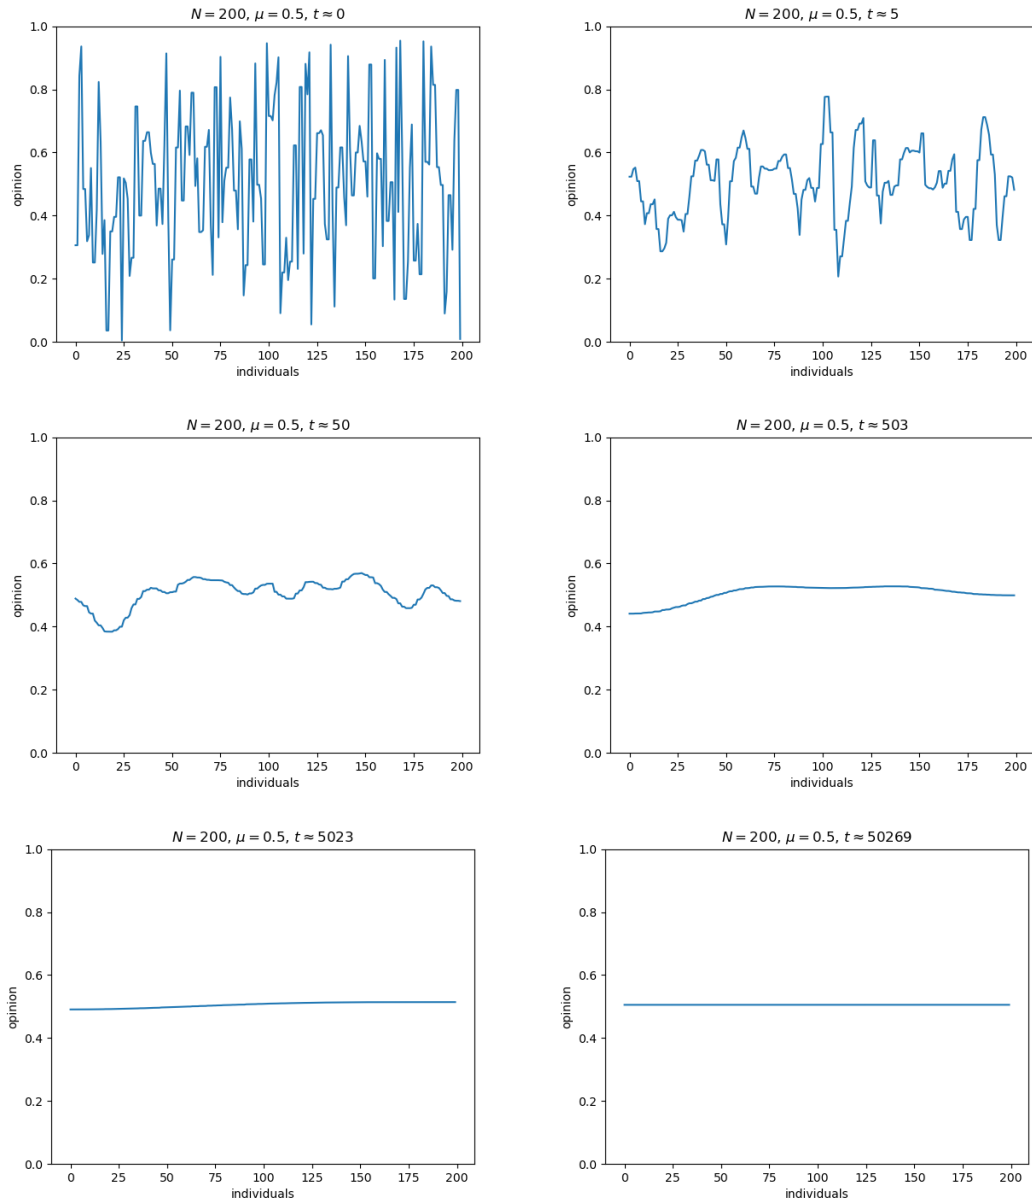 N = 200, μ = 0.5, t ≈ 0
1.0
0.8
0.6
0.4
0.2
0.0
opinion
0 25 50 75 100 125 150 175 200
individuals
N = 200, μ = 0.5, t ≈ 5
1.0
0.8
0.6
0.4
0.2
0.0
opinion
0 25 50 75 100 125 150 175 200
individuals
N = 200, μ = 0.5, t ≈ 50
1.0
0.8
0.6
0.4
0.2
0.0
opinion
0 25 50 75 100 125 150 175 200
individuals
N = 200, μ = 0.5, t ≈ 503
1.0
0.8
0.6
0.4
0.2
0.0
opinion
0 25 50 75 100 125 150 175 200
individuals
N = 200, μ = 0.5, t ≈ 5023
1.0
0.8
0.6
0.4
0.2
0.0
opinion
0 25 50 75 100 125 150 175 200
individuals
N = 200, μ = 0.5, t ≈ 50269
1.0
0.8
0.6
0.4
0.2
0.0
opinion
0 25 50 75 100 125 150 175 200
individuals